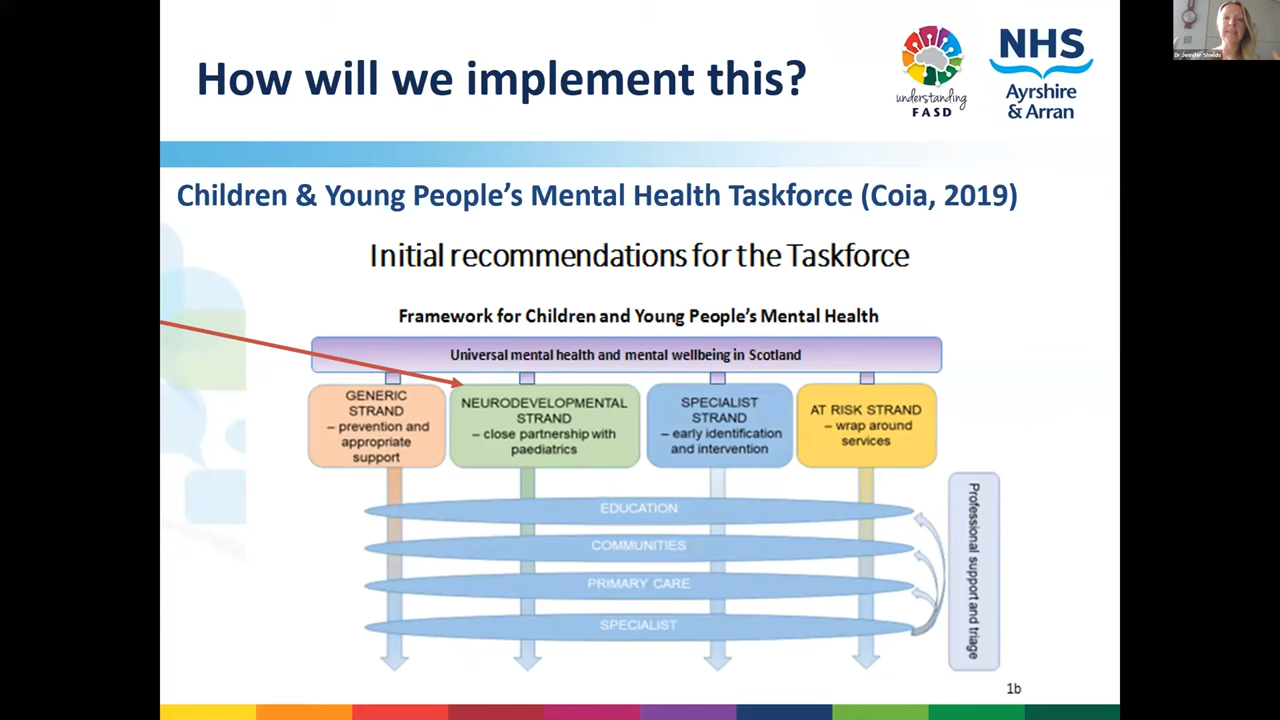 How will we implement this?
understanding
FASD
NHS
Ayrshire
& Arran
Dr Jennifer Shields
Children & Young People's Mental Health Taskforce (Coia, 2019)
Initial recommendations for the Taskforce
Framework for Children and Young People's Mental Health
Universal mental health and mental wellbeing in Scotland
GENERIC
STRAND
– prevention and
appropriate
support
NEURODEVELOPMENTAL
STRAND
– close partnership with
paediatrics
SPECIALIST
STRAND
– early identification
and intervention
AT RISK STRAND
– wrap around
services
EDUCATION
COMMUNITIES
PRIMARY CARE
SPECIALIST
Professional support and triage
1b